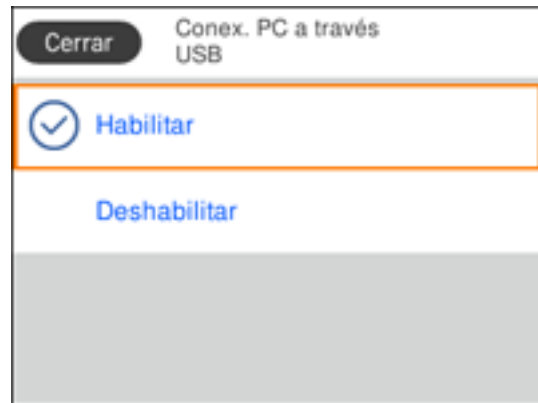 Cerrar
Conex. PC a través
USB
Habilitar
Deshabilitar